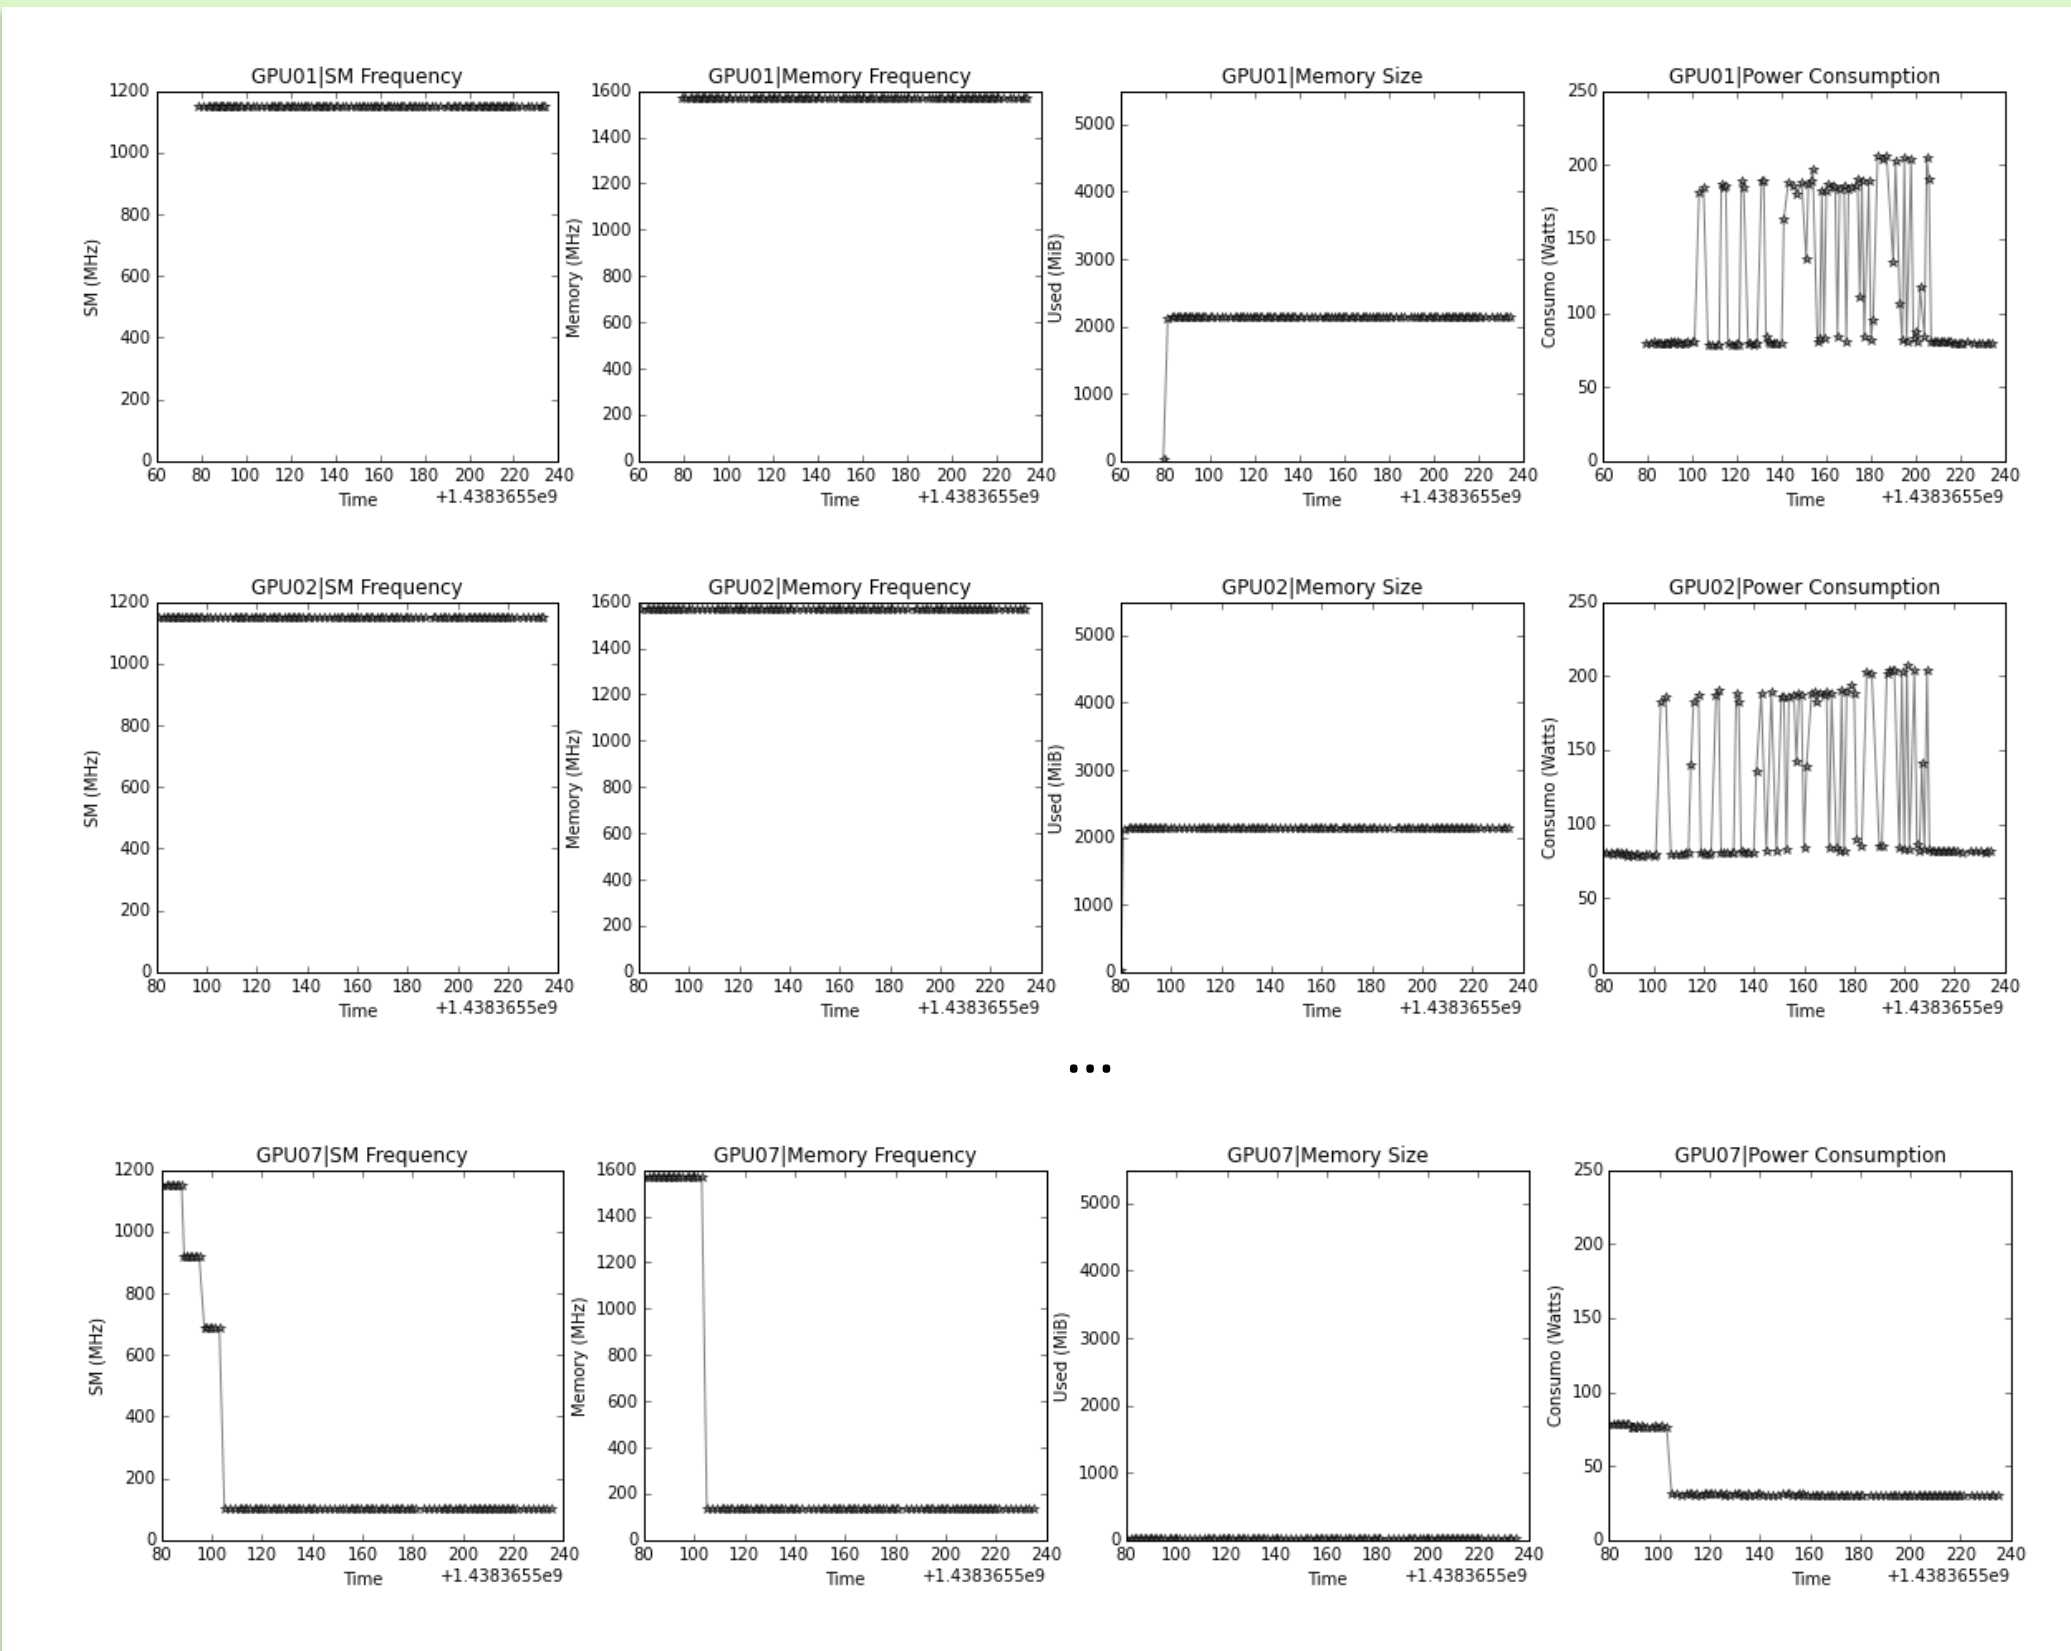 GPU01|SM Frequency
1200
1000
800
600
400
200
0
SM (MHz)
60 80 100 120 140 160 180 200 220 240
Time +1.4383655e9
GPU01|Memory Frequency
1600
1400
1200
1000
800
600
400
200
0
Memory (MHz)
60 80 100 120 140 160 180 200 220 240
Time +1.4383655e9
GPU01|Memory Size
5000
4000
3000
2000
1000
0
Used (MiB)
60 80 100 120 140 160 180 200 220 240
Time +1.4383655e9
GPU01|Power Consumption
250
200
150
100
50
0
Consumo (Watts)
60 80 100 120 140 160 180 200 220 240
Time +1.4383655e9
GPU02|SM Frequency
1200
1000
800
600
400
200
0
SM (MHz)
80 100 120 140 160 180 200 220 240
Time +1.4383655e9
GPU02|Memory Frequency
1600
1400
1200
1000
800
600
400
200
0
Memory (MHz)
80 100 120 140 160 180 200 220 240
Time +1.4383655e9
GPU02|Memory Size
5000
4000
3000
2000
1000
0
Used (MiB)
80 100 120 140 160 180 200 220 240
Time +1.4383655e9
GPU02|Power Consumption
250
200
150
100
50
0
Consumo (Watts)
80 100 120 140 160 180 200 220 240
Time +1.4383655e9
...
GPU07|SM Frequency
1200
1000
800
600
400
200
0
SM (MHz)
80 100 120 140 160 180 200 220 240
Time +1.4383655e9
GPU07|Memory Frequency
1600
1400
1200
1000
800
600
400
200
0
Memory (MHz)
80 100 120 140 160 180 200 220 240
Time +1.4383655e9
GPU07|Memory Size
5000
4000
3000
2000
1000
0
Used (MiB)
80 100 120 140 160 180 200 220 240
Time +1.4383655e9
GPU07|Power Consumption
250
200
150
100
50
0
Consumo (Watts)
80 100 120 140 160 180 200 220 240
Time +1.4383655e9